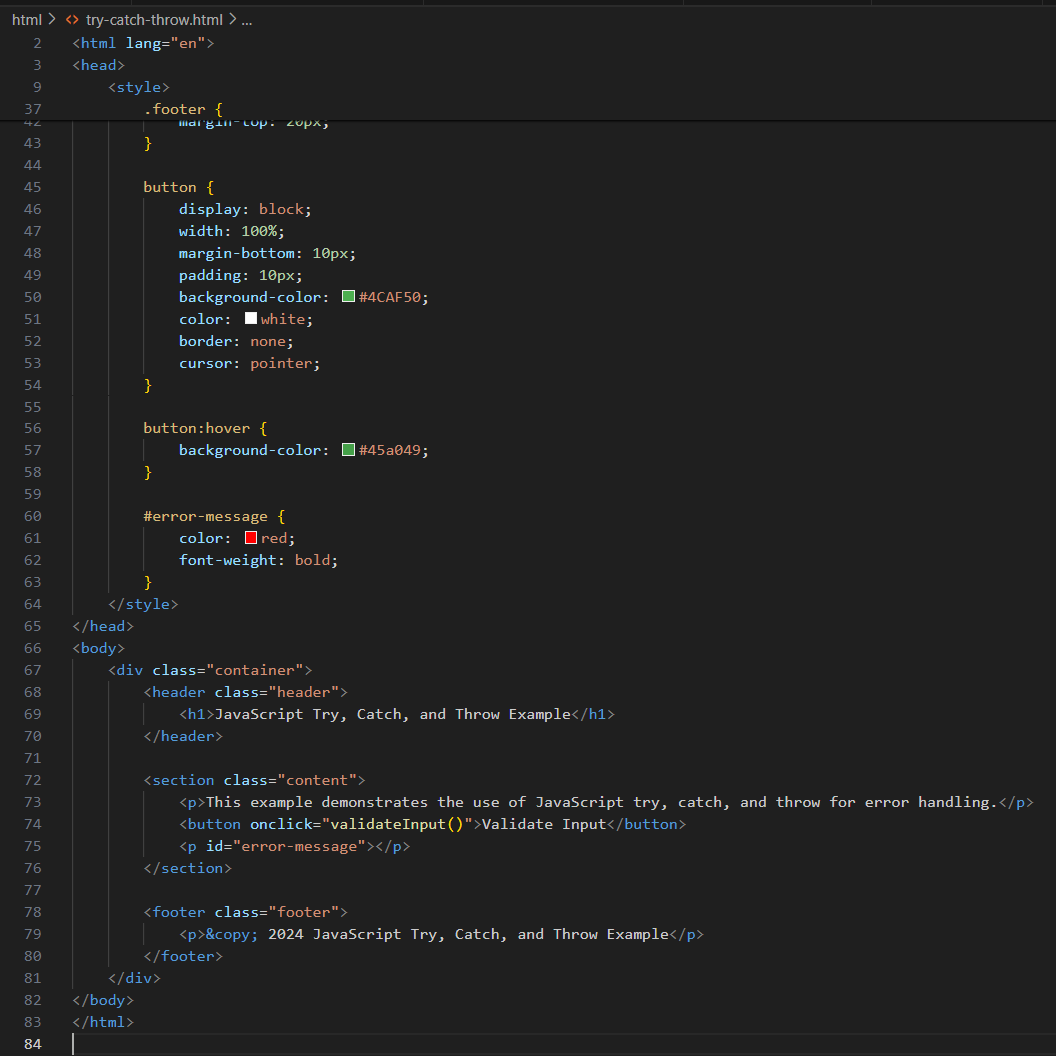 html > <> try-catch-throw.html > ...
2 <html lang="en">
3 <head>
9 <style>
37 .footer {
42 margin-top: 20px;
43 }
44
45 button {
46 display: block;
47 width: 100%;
48 margin-bottom: 10px;
49 padding: 10px;
50 background-color: #4CAF50;
51 color: white;
52 border: none;
53 cursor: pointer;
54 }
55
56 button:hover {
57 background-color: #45a049;
58 }
59
60 #error-message {
61 color: red;
62 font-weight: bold;
63 }
64 </style>
65 </head>
66 <body>
67 <div class="container">
68 <header class="header">
69 <h1>JavaScript Try, Catch, and Throw Example</h1>
70 </header>
71
72 <section class="content">
73 <p>This example demonstrates the use of JavaScript try, catch, and throw for error handling.</p>
74 <button onclick="validateInput()">Validate Input</button>
75 <p id="error-message"></p>
76 </section>
77
78 <footer class="footer">
79 <p>&copy; 2024 JavaScript Try, Catch, and Throw Example</p>
80 </footer>
81 </div>
82 </body>
83 </html>
84